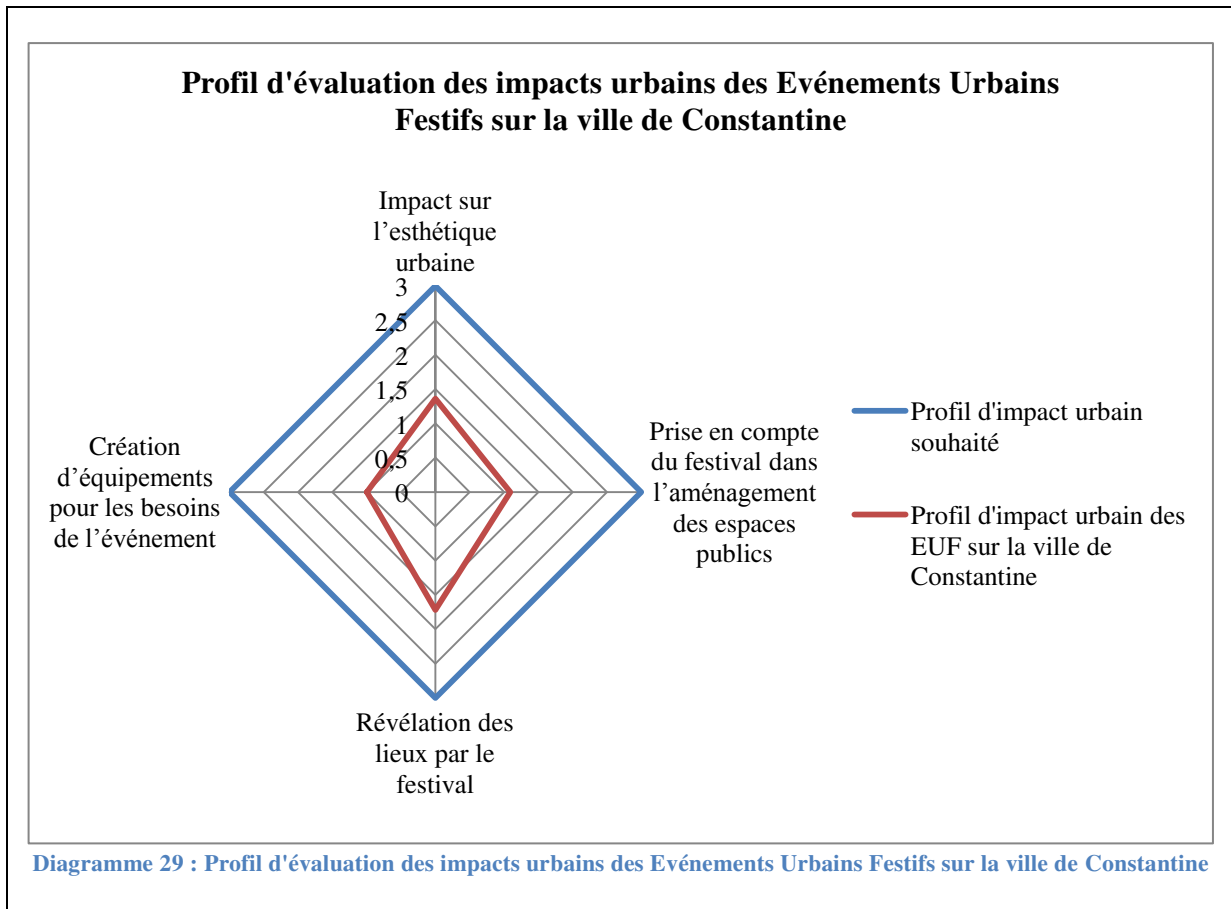 Profil d'évaluation des impacts urbains des Evénements Urbains
Festifs sur la ville de Constantine
Impact sur
l’esthétique
urbaine
3
2,5
2
1,5
1
0,5
0
Prise en compte
du festival dans
l’aménagement
des espaces
publics
Révélation des
lieux par le
festival
Création
d’équipements
pour les besoins
de l’événement
Profil d'impact urbain
souhaité
Profil d'impact urbain des
EUF sur la ville de
Constantine
Diagramme 29 : Profil d'évaluation des impacts urbains des Evénements Urbains Festifs sur la ville de Constantine